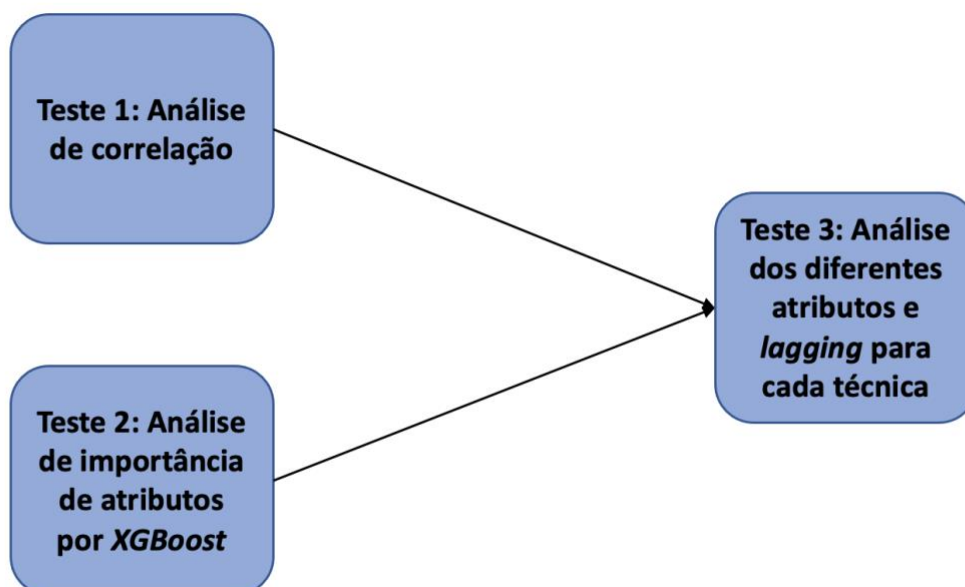 Teste 1: Análise
de correlação
Teste 2: Análise
de importância
de atributos
por XGBoost
Teste 3: Análise
dos diferentes
atributos e
lagging para
cada técnica